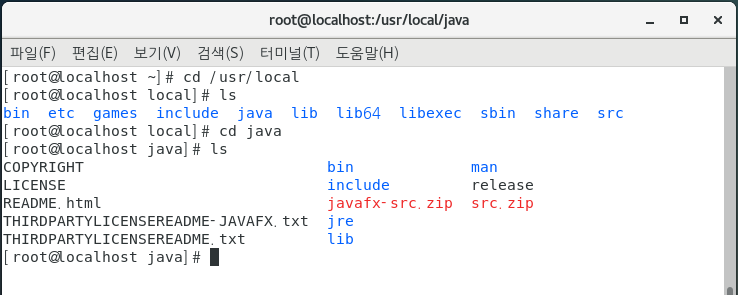 root@localhost:/usr/local/java
파일(F) 편집(E) 보기(V) 검색(S) 터미널(T) 도움말(H)
[root@localhost ~]# cd /usr/local
[root@localhost local]# ls
bin etc games include java lib lib64 libexec sbin share src
[root@localhost local]# cd java
[root@localhost java]# ls
COPYRIGHT bin man
LICENSE include release
README.html javafx-src.zip src.zip
THIRDPARTYLICENSEREADME-JAVAFX.txt jre
THIRDPARTYLICENSEREADME.txt lib
[root@localhost java]#